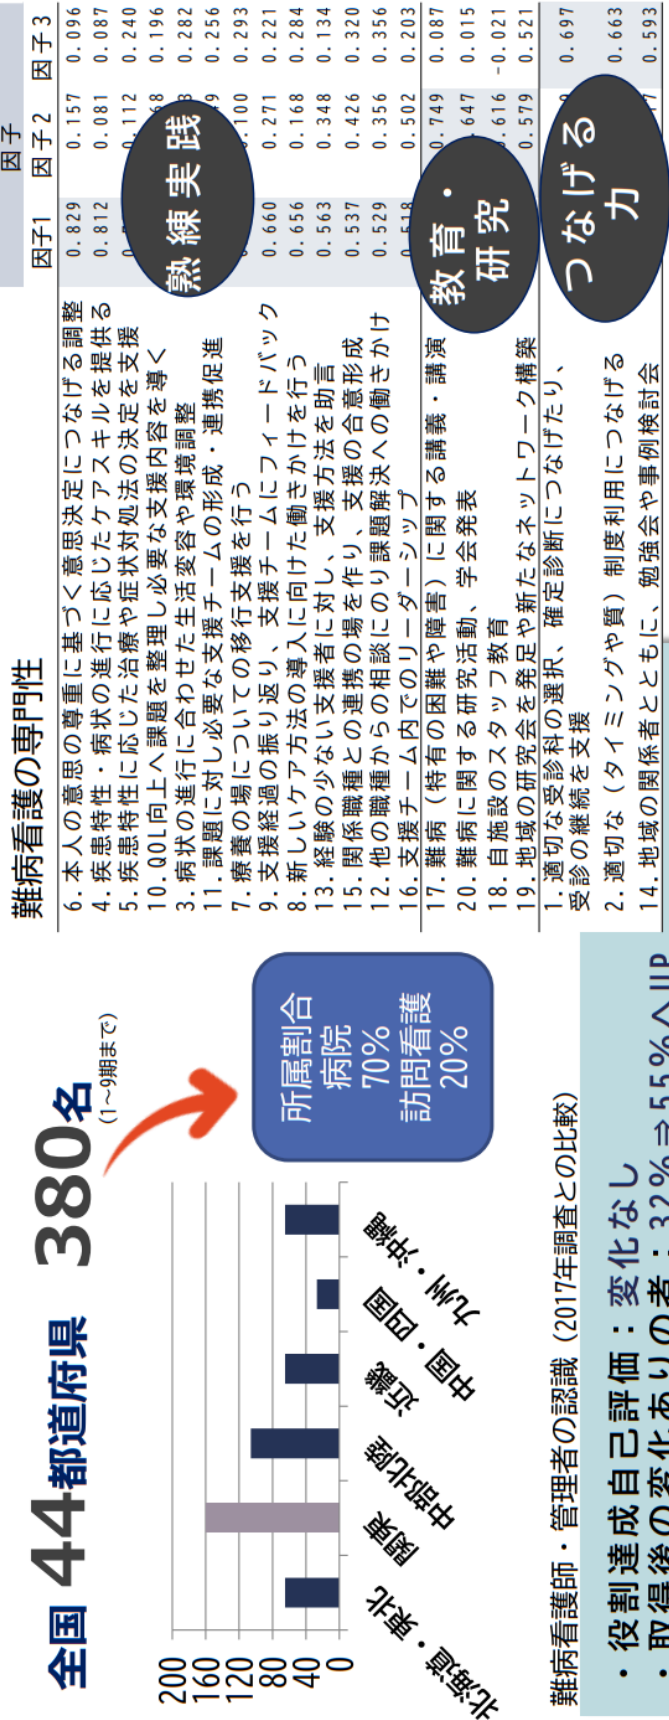 全国 44都道府県 380名
(1～9期まで)
200
160
120
80
40
0
北海道・東北
関東
中部北陸
近畿
中国・四国
九州・沖縄
所属割合
病院
70%
訪問看護
20%
難病看護師・管理者の認識（2017年調査との比較）
・役割達成自己評価：変化なし
・取得後の変化ありの者：32%⇒55%へUP
難病看護の専門性
因子
因子1 因子2 因子3
6. 本人の意思の尊重に基づく意思決定につなげる調整 0.829 0.157 0.096
4. 疾患特性・病状の進行に応じたケアスキルを提供る 0.812 0.081 0.087
5. 疾患特性に応じた治療や症状対処法の決定を支援 0.112 0.240
10. QOL向上へ課題を整理し必要な支援内容を導く 0.196
3. 病状の進行に合わせた生活変容や環境調整 0.282
11 課題に対し必要な支援チームの形成・連携促進 0.256
7. 療養の場についての移行支援を行う .100 0.293
9. 支援経過の振り返り、支援チームにフィードバック 0.660 0.271 0.221
8. 新しいケア方法の導入に向けた働きかけを行う 0.656 0.168 0.284
13. 経験の少ない支援者に対し、支援方法を助言 0.563 0.348 0.134
15. 関係職種との連携の場を作り、支援の合意形成 0.537 0.426 0.320
12. 他の職種からの相談にのり課題解決への働きかけ 0.529 0.356 0.356
16. 支援チーム内でのリーダーシップ 0.518 0.502 0.203
17. 難病（特有の困難や障害）に関する講義・講演 0.749 0.087
20. 難病に関する研究活動、学会発表 .647 0.015
18. 自施設のスタッフ教育 .616 -0.021
19. 地域の研究会を発足や新たなネットワーク構築 0.579 0.521
1. 適切な受診科の選択、確定診断につなげたり、
受診の継続を支援 0.697
2. 適切な（タイミングや質）制度利用につなげる 0.663
14. 地域の関係者とともに、勉強会や事例検討会 0.593
熟練実践
教育・
研究
つなげる
力